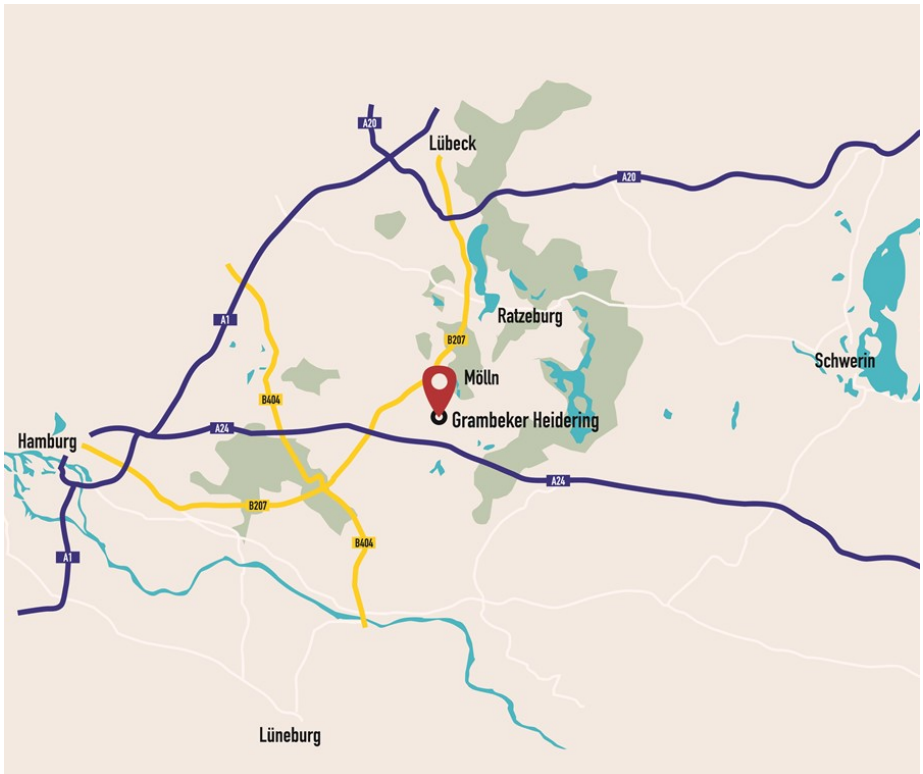 A20
Lübeck
A20
Ratzeburg
A1
B207
Schwerin
Mölln
B404
Grambeker Heidering
A24
Hamburg
A24
B207
B404
A1
Lüneburg